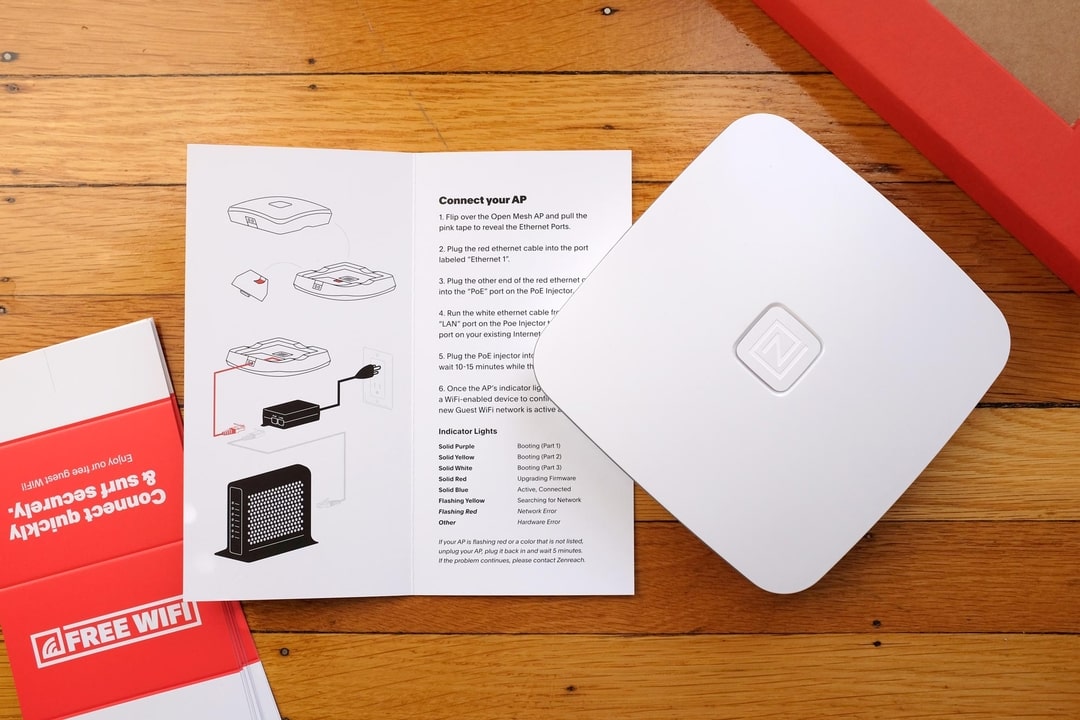 Connect your AP
1. Flip over the Open Mesh AP and pull the
pink tape to reveal the Ethernet Ports.
2. Plug the red ethernet cable into the port
labeled “Ethernet 1”.
3. Plug the other end of the red ethernet
into the “PoE” port on the PoE Injector.
4. Run the white ethernet cable
“LAN” port on the Poe Injector
port on your existing Internet
5. Plug the PoE injector
wait 10-15 minutes while
6. Once the AP’s indicator
a WiFi-enabled device to
new Guest WiFi network is active
Indicator Lights
Solid Purple Booting (Part 1)
Solid Yellow Booting (Part 2)
Solid White Booting (Part 3)
Solid Red Upgrading Firmware
Solid Blue Active, Connected
Flashing Yellow Searching for Network
Flashing Red Network Error
Other Hardware Error
If your AP is flashing red or a color that is not listed,
unplug your AP, plug it back in and wait 5 minutes.
If the problem continues, please contact Zenreach.
Z
Connect quickly
& surf securely.
Enjoy our free guest WiFi!
FREE WIFI